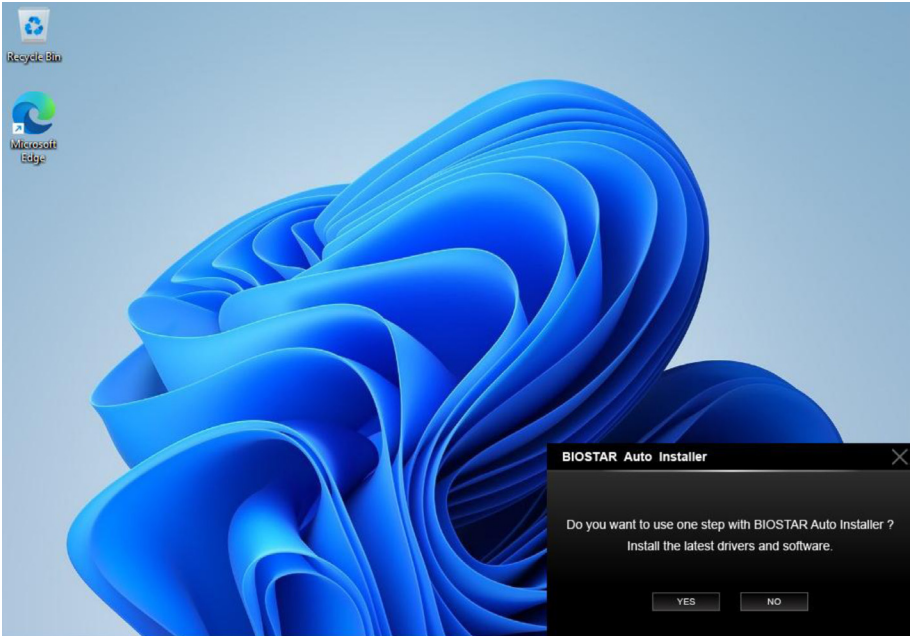 Recycle Bin
Microsoft
Edge
BIOSTAR Auto Installer
Do you want to use one step with BIOSTAR Auto Installer ?
Install the latest drivers and software.
YES
NO